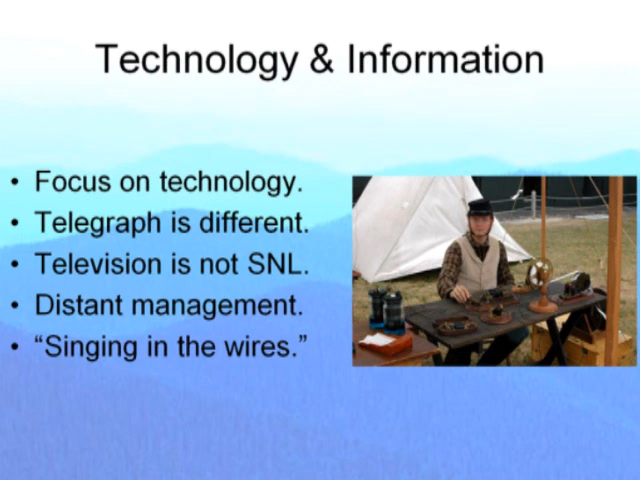 Technology & Information
• Focus on technology.
• Telegraph is different.
• Television is not SNL.
• Distant management.
• “Singing in the wires.”